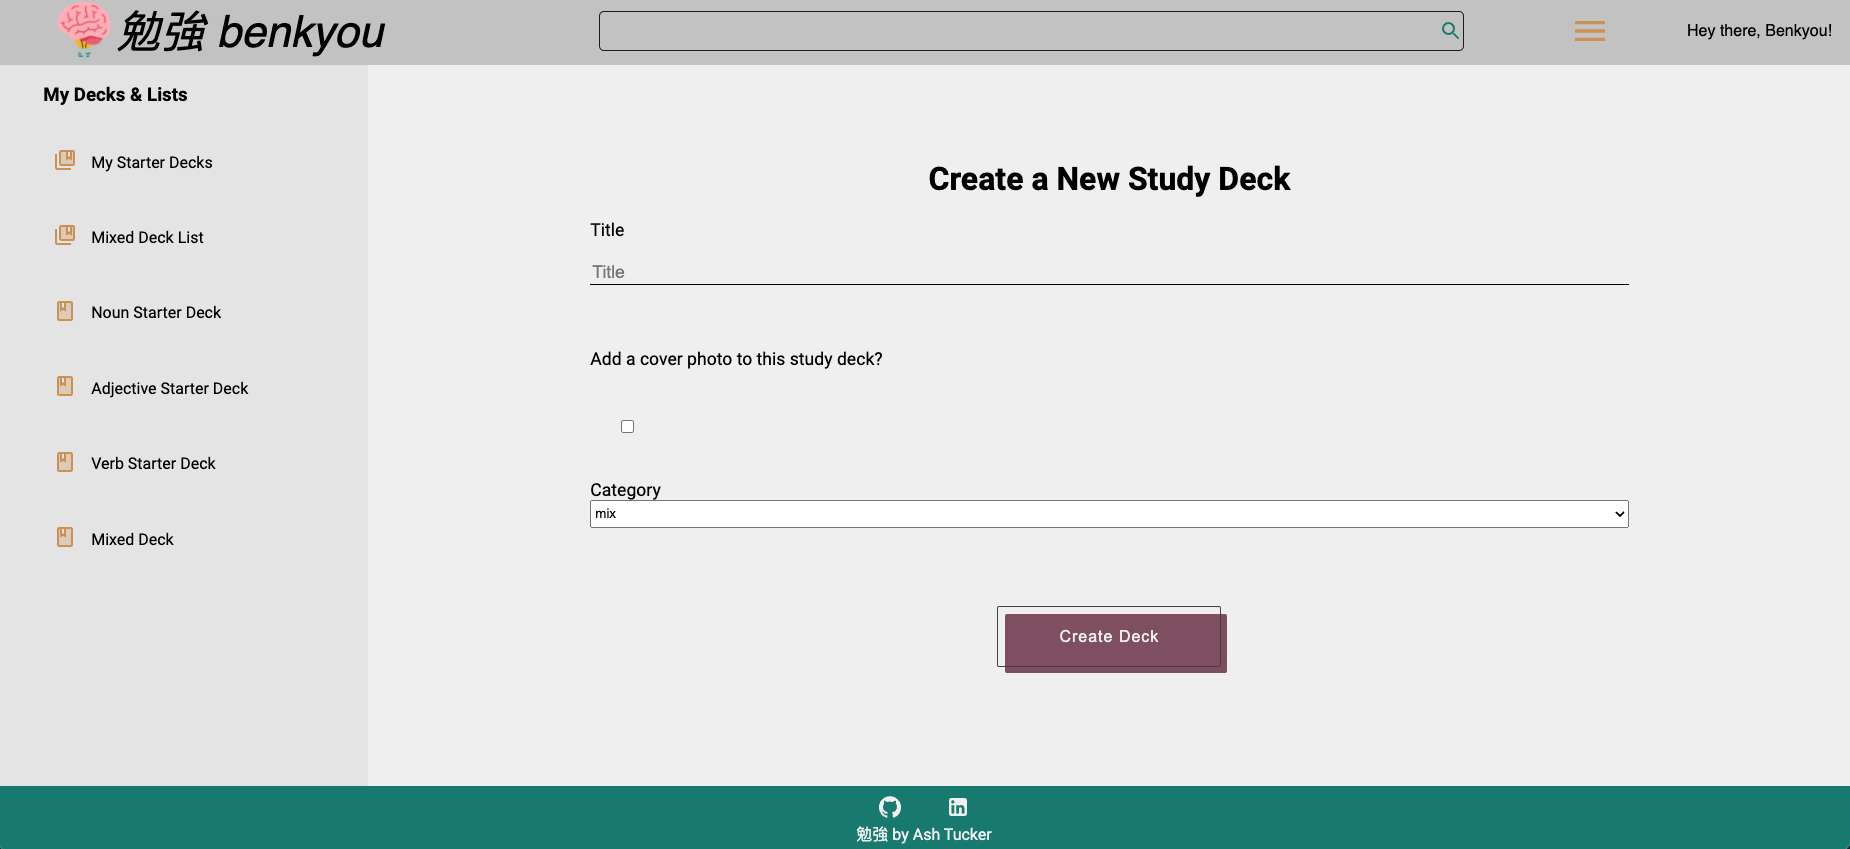 勉強 benkyou
Hey there, Benkyou!
My Decks & Lists
My Starter Decks
Mixed Deck List
Noun Starter Deck
Adjective Starter Deck
Verb Starter Deck
Mixed Deck
Create a New Study Deck
Title
Title
Add a cover photo to this study deck?
Category
mix
Create Deck
勉強 by Ash Tucker